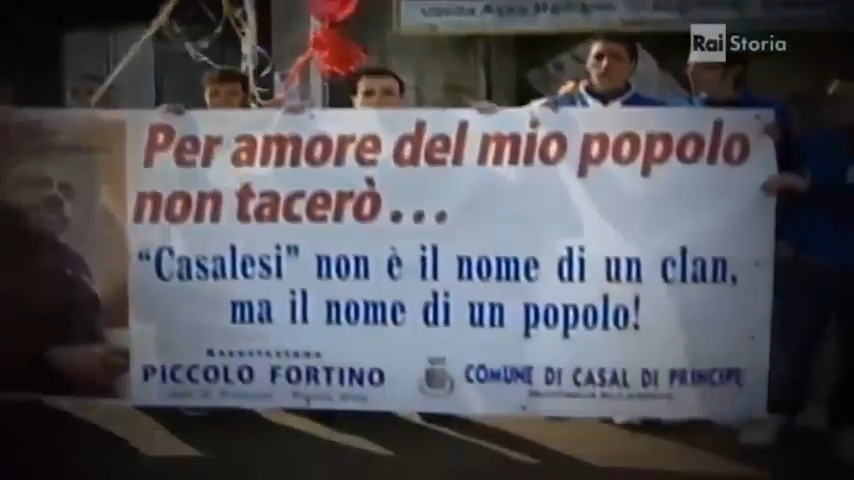 Rai Storia
Per amore del mio popolo
non tacerò...
“Casalesi” non è il nome di un clan,
ma il nome di un popolo!
Associazione
PICCOLO FORTINO
COMUNE DI CASAL DI PRINCIPE